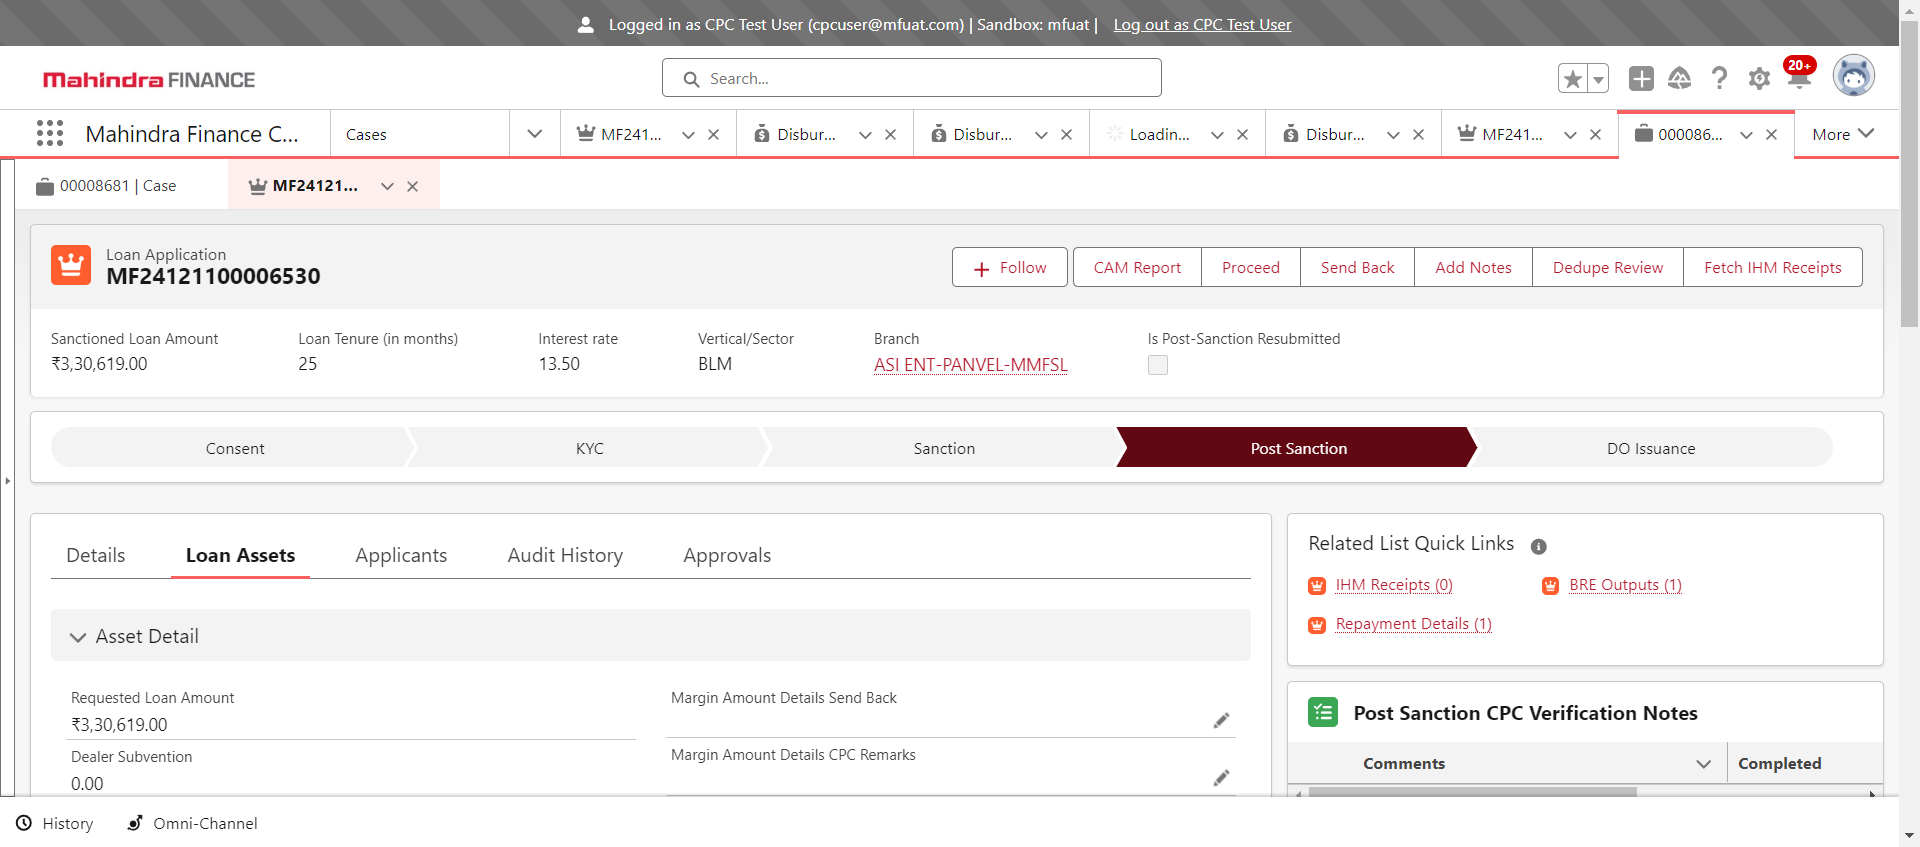 Logged in as CPC Test User (cpcuser@mfuat.com) | Sandbox: mfuat | Log out as CPC Test User
Mahindra FINANCE
Search...
20+
Mahindra Finance C...
Cases
MF241...
Disbur...
Disbur...
Loadin...
Disbur...
MF241...
000086...
More
00008681 | Case
MF24121...
Loan Application
MF24121100006530
Follow
CAM Report
Proceed
Send Back
Add Notes
Dedupe Review
Fetch IHM Receipts
Sanctioned Loan Amount
₹3,30,619.00
Loan Tenure (in months)
25
Interest rate
13.50
Vertical/Sector
BLM
Branch
ASI ENT-PANVEL-MMFSL
Is Post-Sanction Resubmitted
Consent
KYC
Sanction
Post Sanction
DO Issuance
Details
Loan Assets
Applicants
Audit History
Approvals
Asset Detail
Requested Loan Amount
₹3,30,619.00
Dealer Subvention
0.00
Margin Amount Details Send Back
Margin Amount Details CPC Remarks
Related List Quick Links
IHM Receipts (0)
BRE Outputs (1)
Repayment Details (1)
Post Sanction CPC Verification Notes
Comments
Completed
History
Omni-Channel